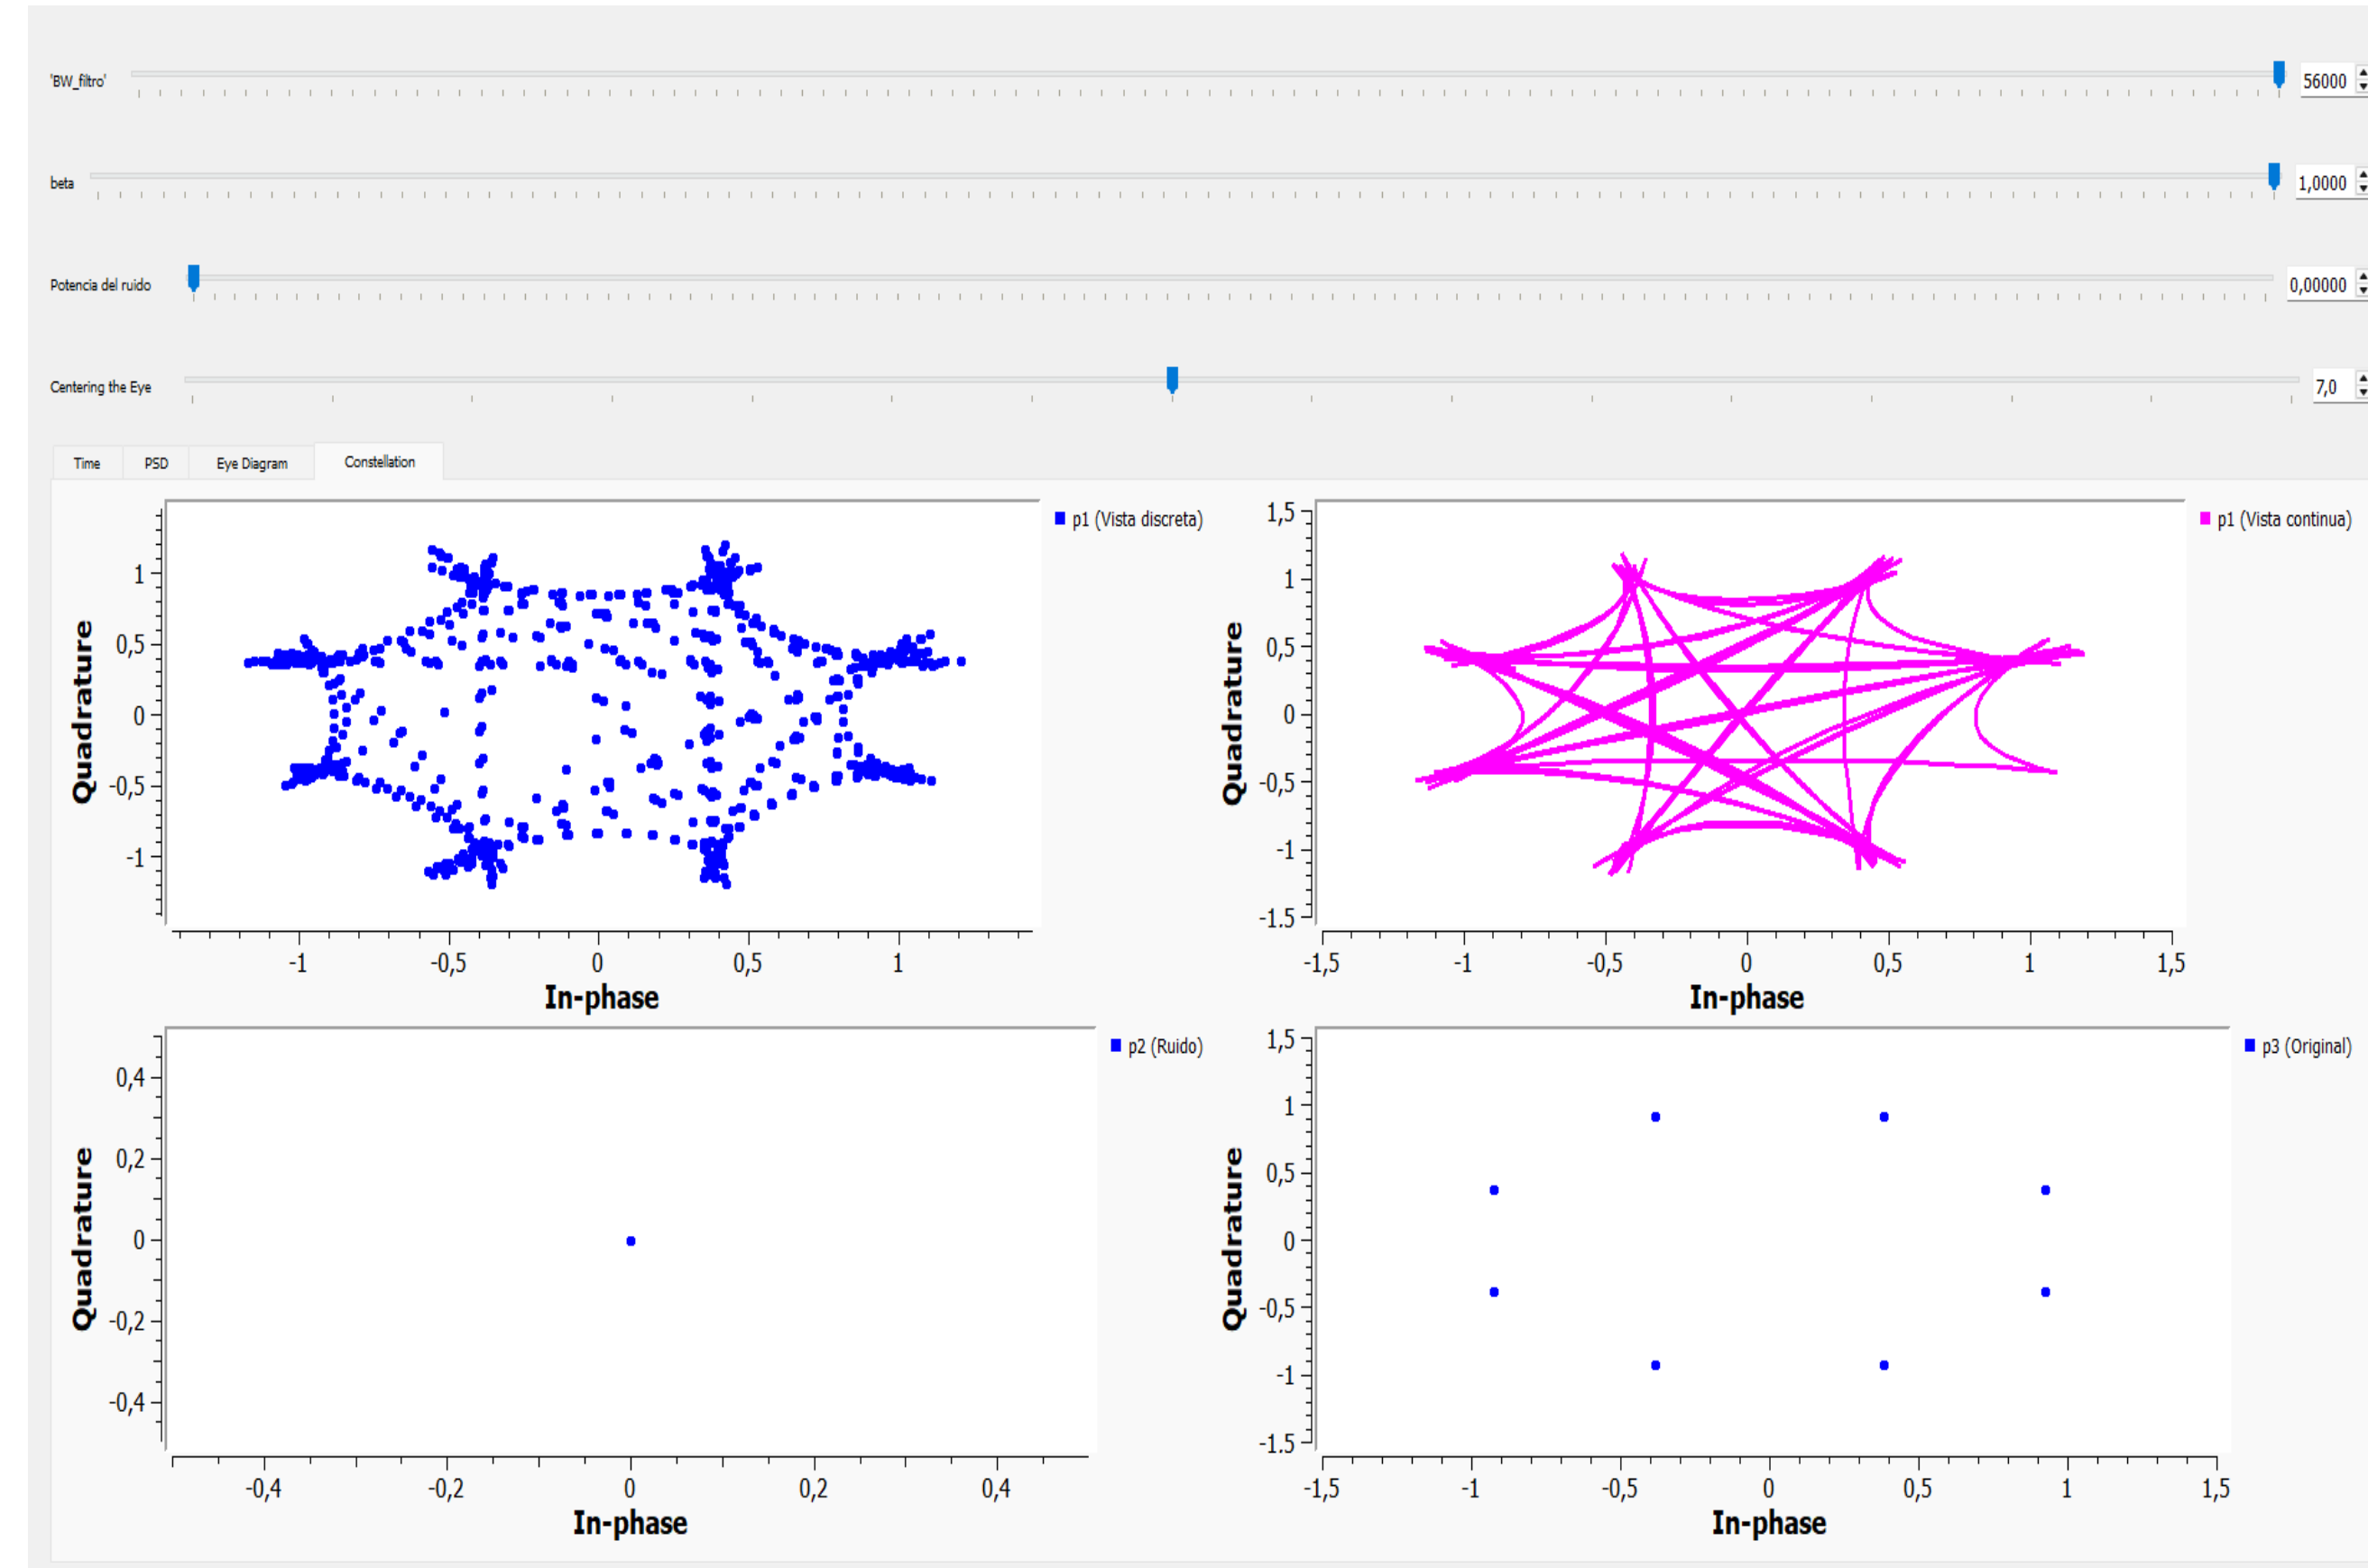 'BW_filtro' 56000
beta 1,0000
Potencia del ruido 0,00000
Centering the Eye 7,0
Time PSD Eye Diagram Constellation
p1 (Vista discreta)
1
0,5
0
-0,5
-1
Quadrature
-1 -0,5 0 0,5 1
In-phase
p1 (Vista continua)
1,5
1
0,5
0
-0,5
-1
-1.5
Quadrature
-1,5 -1 -0,5 0 0,5 1 1,5
In-phase
p2 (Ruido)
0,4
0,2
0
-0,2
-0,4
Quadrature
-0,4 -0,2 0 0,2 0,4
In-phase
p3 (Original)
1,5
1
0,5
0
-0,5
-1
-1.5
Quadrature
-1,5 -1 -0,5 0 0,5 1 1,5
In-phase